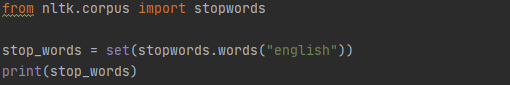 from nltk.corpus import stopwords
stop_words = set(stopwords.words("english"))
print(stop_words)